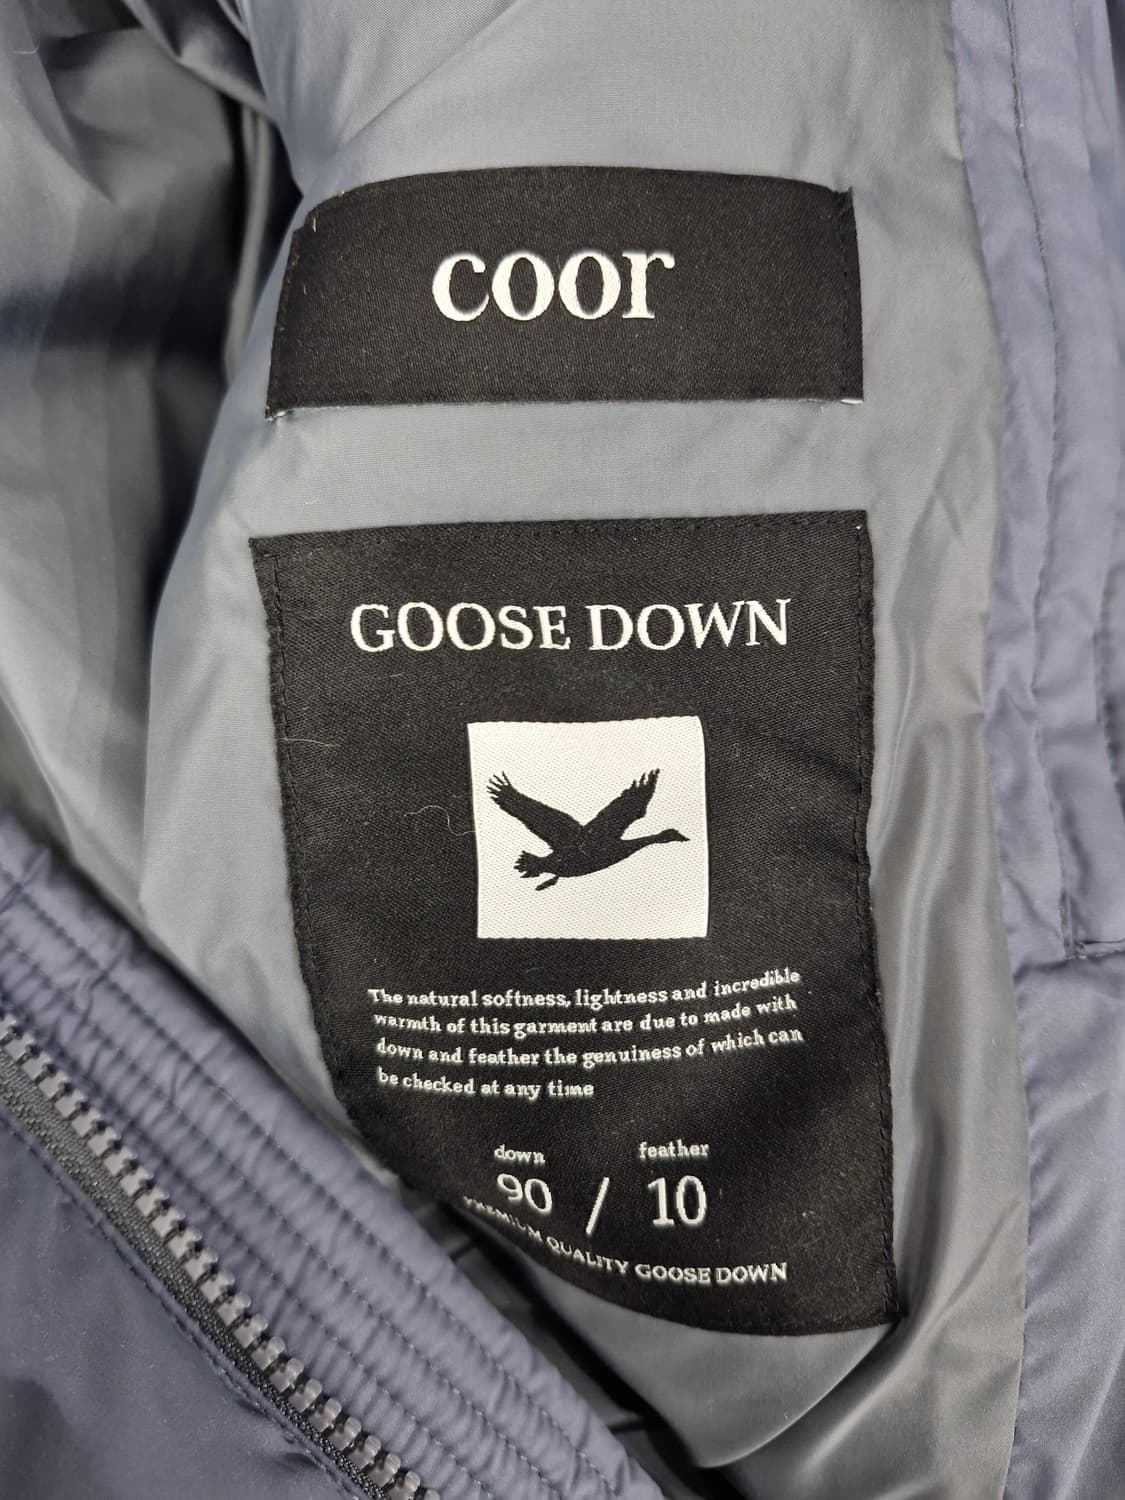 coor
GOOSE DOWN
The natural softness, lightness and incredible
warmth of this garment are due to made with
down and feather the genuiness of which can
be checked at any time
down feather
90 / 10
PREMIUM QUALITY GOOSE DOWN